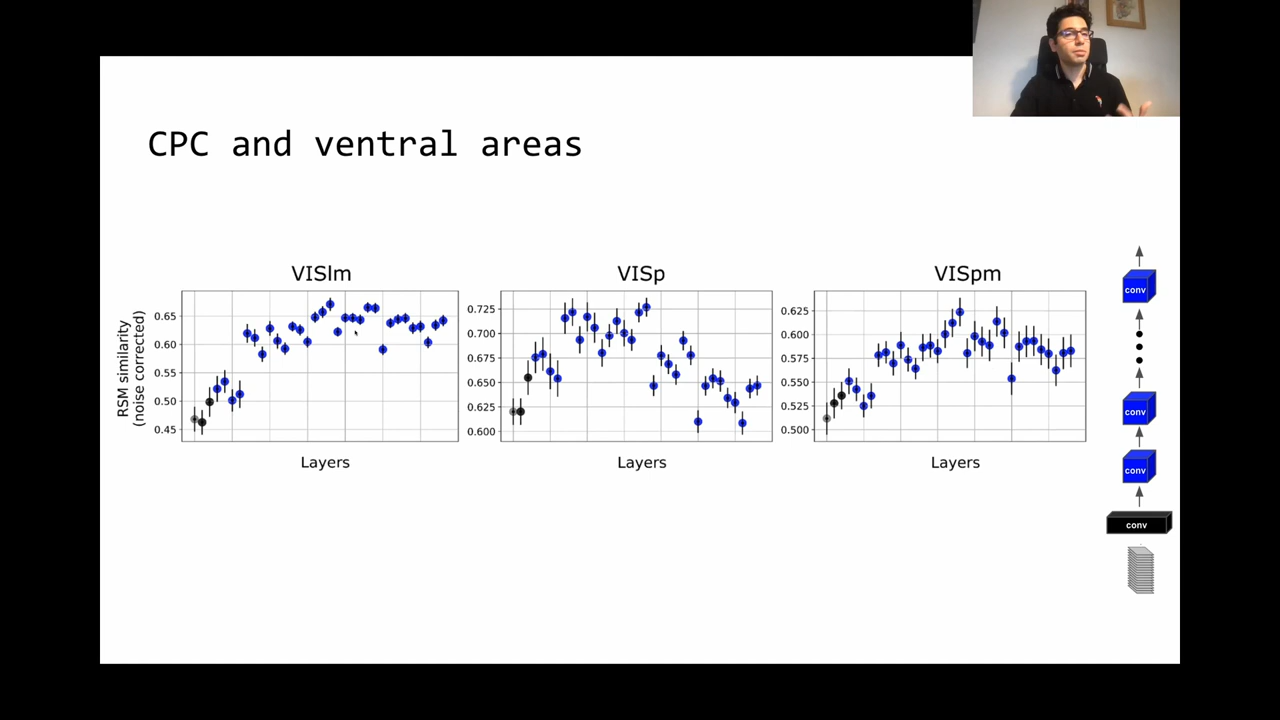 CPC and ventral areas
VISlm
VISp
VISpm
RSM similarity
(noise corrected)
0.65
0.60
0.55
0.50
0.45
0.725
0.700
0.675
0.650
0.625
0.600
0.625
0.600
0.575
0.550
0.525
0.500
Layers
Layers
Layers
conv
conv
conv
conv